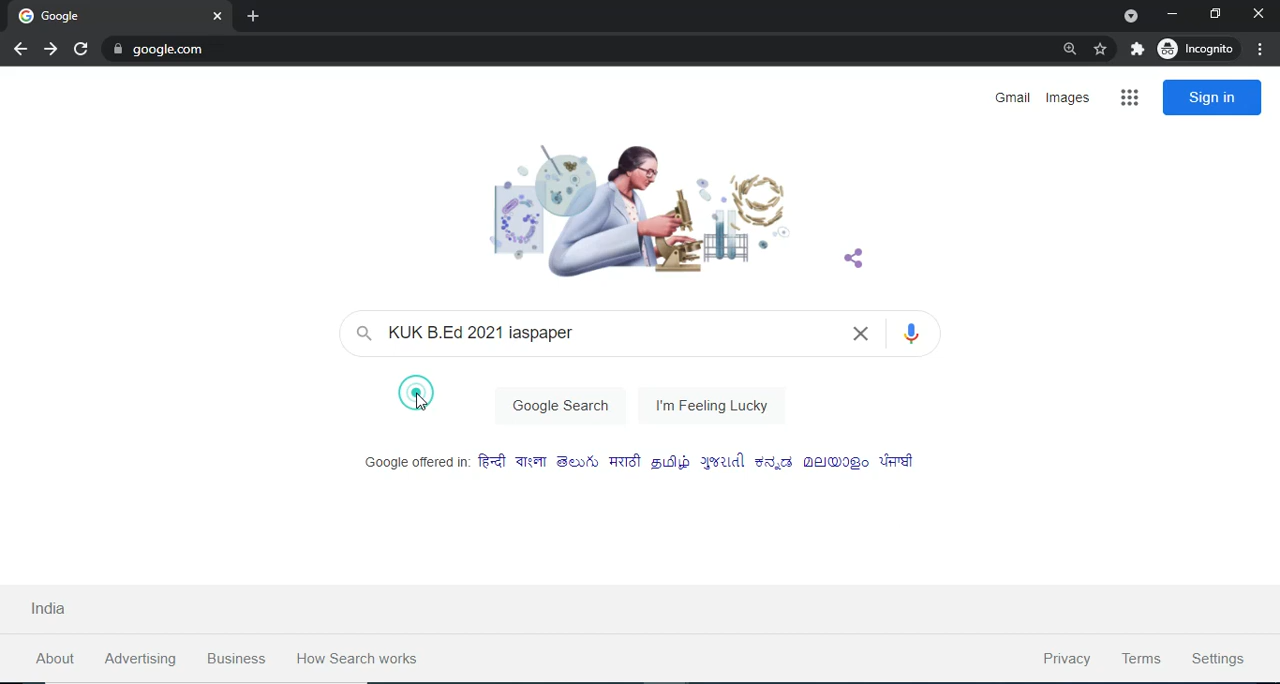 Google
google.com
Incognito
Gmail Images
Sign in
KUK B.Ed 2021 iaspaper
Google Search I'm Feeling Lucky
Google offered in: हिन्दी বাংলা తెలుగు मराठी தமிழ் ગુજરાતી ಕನ್ನಡ മലയാളം ਪੰਜਾਬੀ
India
About Advertising Business How Search works Privacy Terms Settings